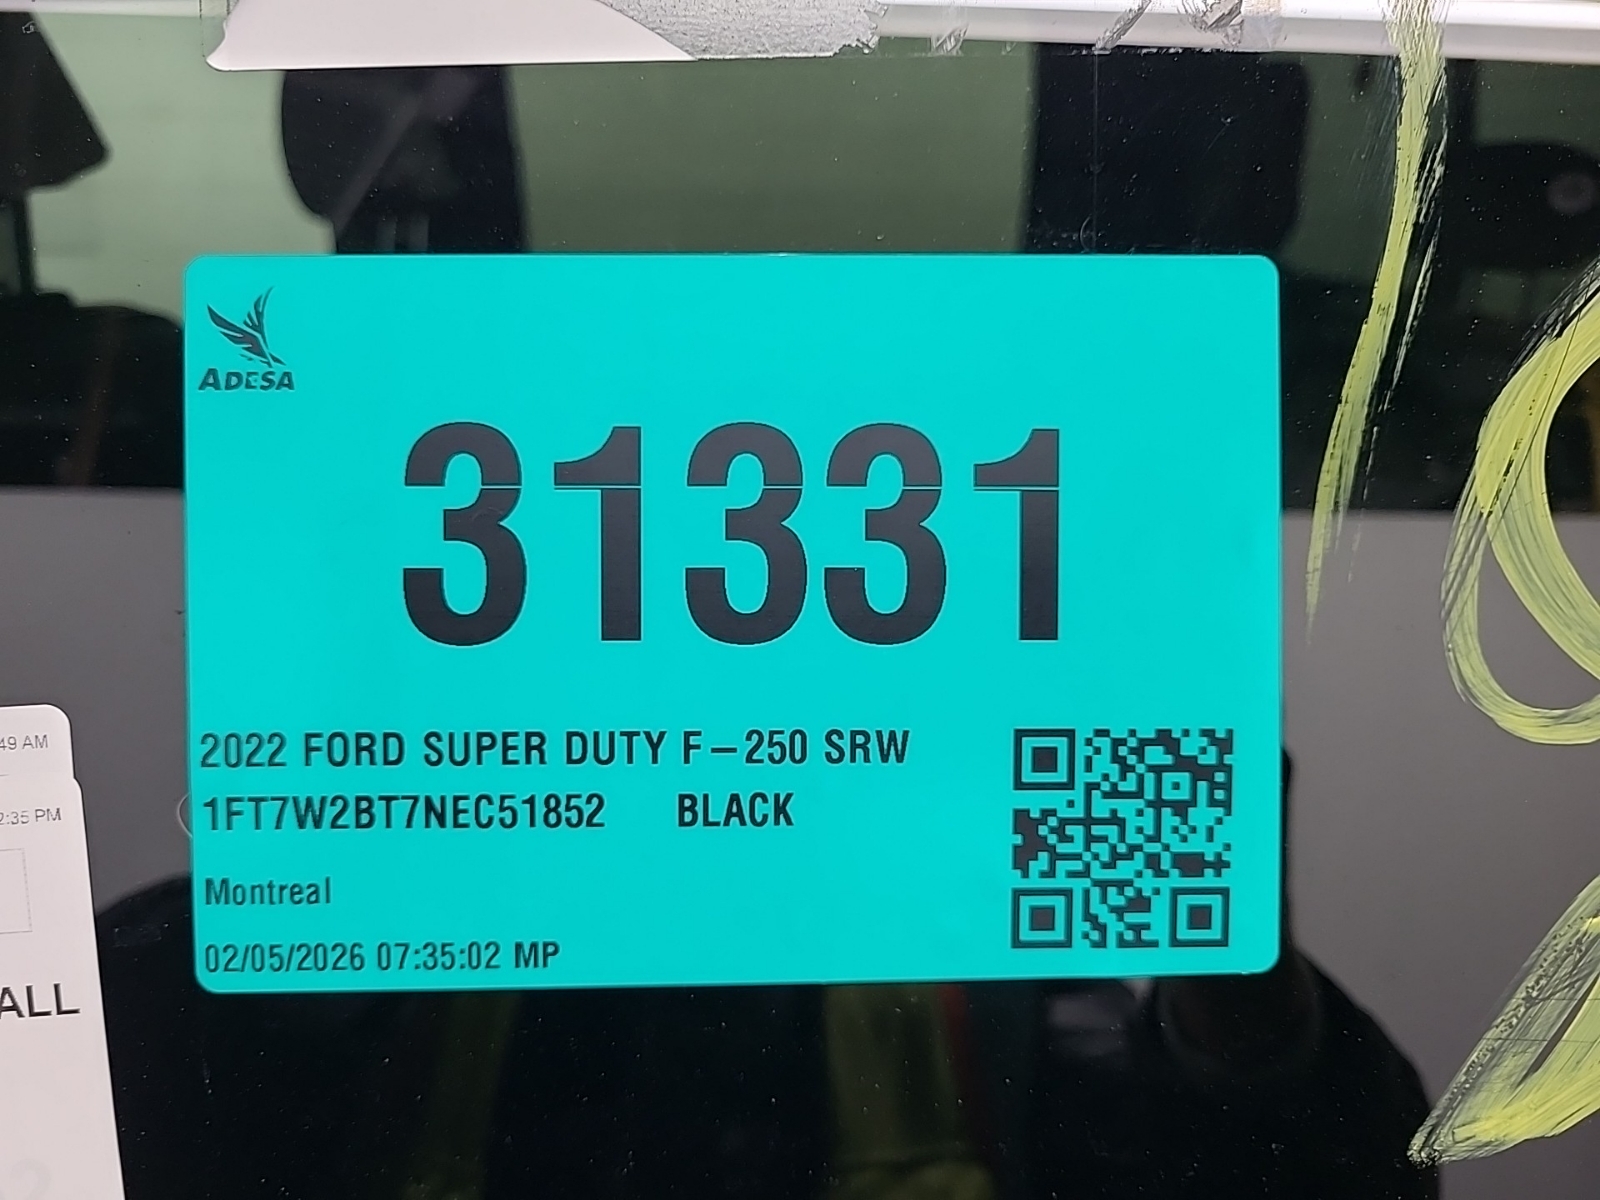 ADESA
31331
2022 FORD SUPER DUTY F-250 SRW
1FT7W2BT7NEC51852 BLACK
Montreal
02/05/2026 07:35:02 MP
49 AM
2:35 PM
ALL